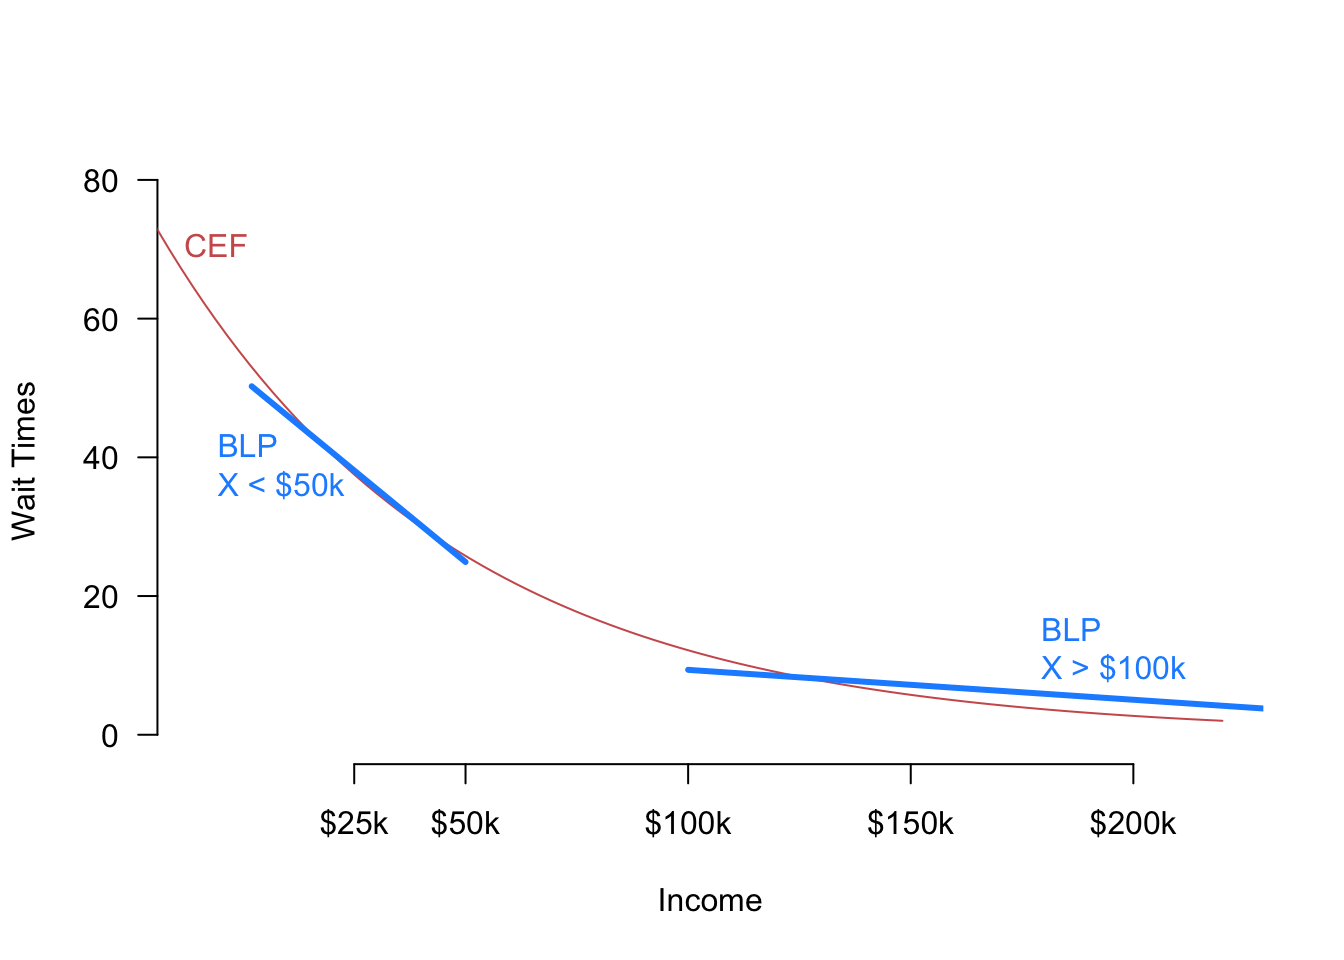 80
CEF
60
Wait Times
BLP
40
X < $50k
20
BLP
X > $100k
0
$25k
$50k
$100k
$150k
$200k
Income